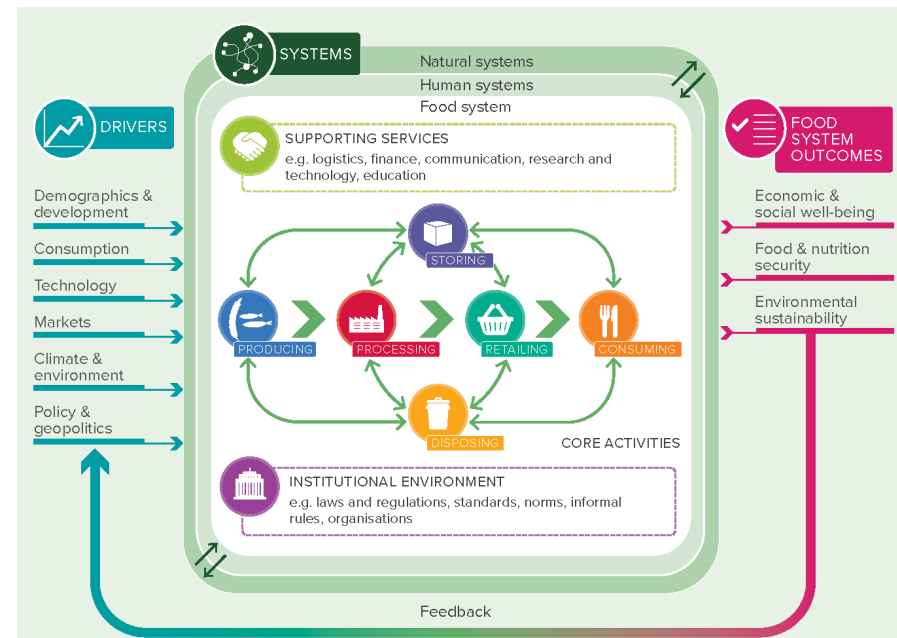 SYSTEMS
Natural systems
Human systems
Food system
DRIVERS
Demographics &
development
Consumption
Technology
Markets
Climate &
environment
Policy &
geopolitics
SUPPORTING SERVICES
e.g. logistics, finance, communication, research and
technology, education
STORING
PRODUCING
PROCESSING
RETAILING
CONSUMING
DISPOSING
CORE ACTIVITIES
INSTITUTIONAL ENVIRONMENT
e.g. laws and regulations, standards, norms, informal
rules, organisations
FOOD
SYSTEM
OUTCOMES
Economic &
social well-being
Food & nutrition
security
Environmental
sustainability
Feedback